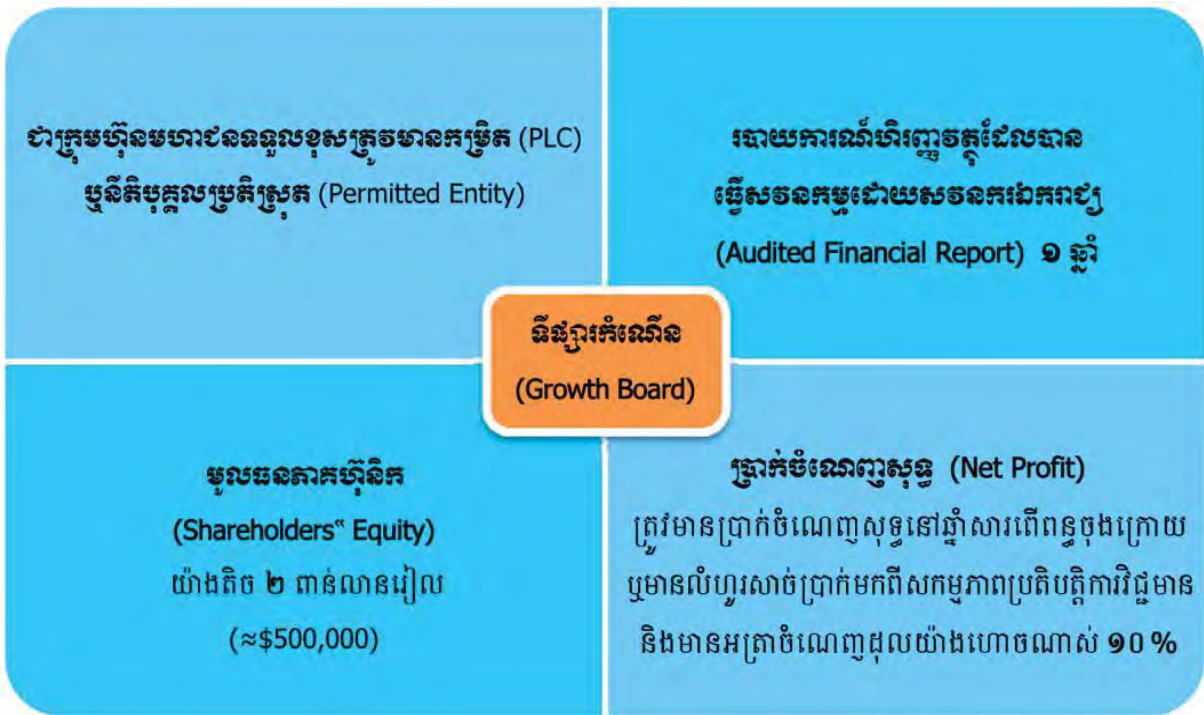 ជាក្រុមហ៊ុនមហាជនទទួលខុសត្រូវមានកម្រិត (PLC)
ឬនីតិបុគ្គលប្រតិស្រុត (Permitted Entity)
របាយការណ៍ហិរញ្ញវត្ថុដែលបាន
ធ្វើសវនកម្មដោយសវនករឯករាជ្យ
(Audited Financial Report) ១ ឆ្នាំ
ទីផ្សារកំណើន
(Growth Board)
មូលធនភាគហ៊ុនិក
(Shareholders‟ Equity)
យ៉ាងតិច ២ ពាន់លានរៀល
(≈$500,000)
ប្រាក់ចំណេញសុទ្ធ (Net Profit)
ត្រូវមានប្រាក់ចំណេញសុទ្ធនៅឆ្នាំសារពើពន្ធចុងក្រោយ
ឬមានលំហូរសាច់ប្រាក់មកពីសកម្មភាពប្រតិបត្តិការវិជ្ជមាន
និងមានអត្រាចំណេញដុលយ៉ាងហោចណាស់ ១០%